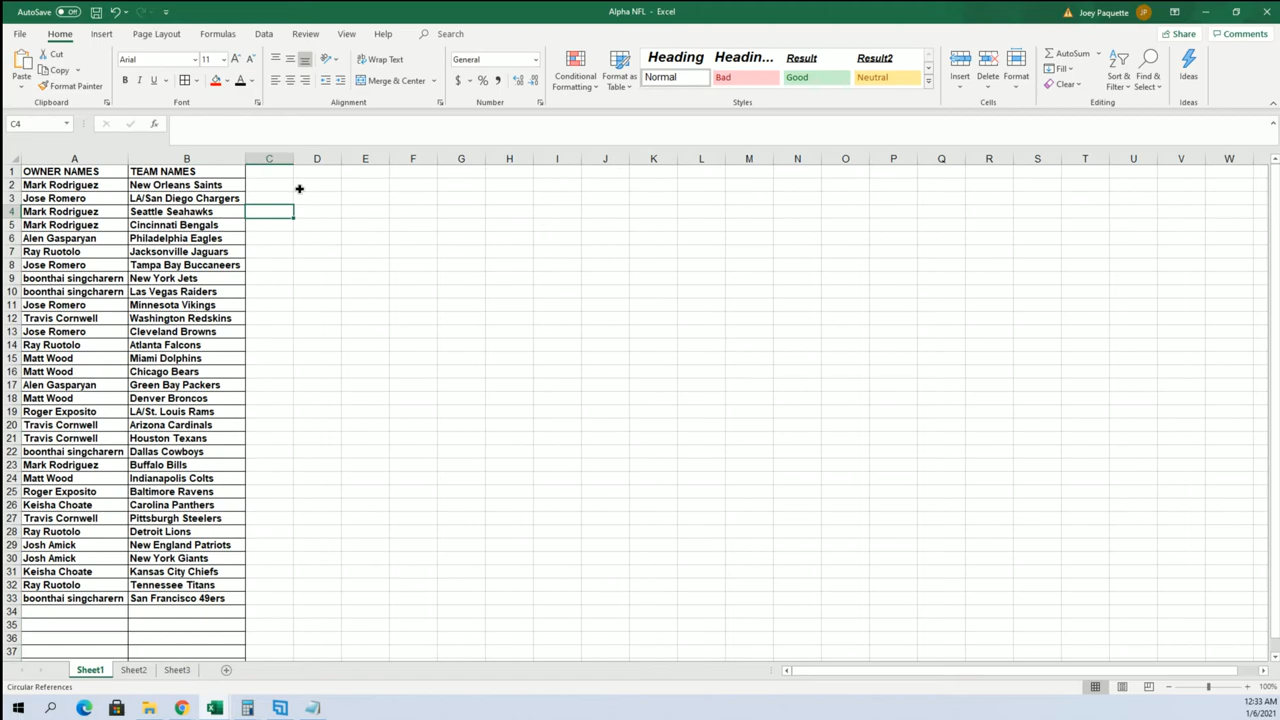 AutoSave Off
Alpha NFL - Excel
Joey Paquette JP
File Home Insert Page Layout Formulas Data Review View Help Search
Share Comments
Paste Cut Copy Format Painter
Clipboard
Arial 11
B I U
Font
Wrap Text
Merge & Center
Alignment
General
$ % 
Number
Conditional Formatting
Format as Table
Heading Headin... Result Result2
Normal Bad Good Neutral
Styles
Insert Delete Format
Cells
AutoSum
Fill
Clear
Sort & Filter
Find & Select
Editing
Ideas
Ideas
C4
fx
A B C D E F G H I J K L M N O P Q R S T U V W
1 OWNER NAMES TEAM NAMES
2 Mark Rodriguez New Orleans Saints
3 Jose Romero LA/San Diego Chargers
4 Mark Rodriguez Seattle Seahawks
5 Mark Rodriguez Cincinnati Bengals
6 Alen Gasparyan Philadelphia Eagles
7 Ray Ruotolo Jacksonville Jaguars
8 Jose Romero Tampa Bay Buccaneers
9 boonthai singcharern New York Jets
10 boonthai singcharern Las Vegas Raiders
11 Jose Romero Minnesota Vikings
12 Travis Cornwell Washington Redskins
13 Jose Romero Cleveland Browns
14 Ray Ruotolo Atlanta Falcons
15 Matt Wood Miami Dolphins
16 Matt Wood Chicago Bears
17 Alen Gasparyan Green Bay Packers
18 Matt Wood Denver Broncos
19 Roger Exposito LA/St. Louis Rams
20 Travis Cornwell Arizona Cardinals
21 Travis Cornwell Houston Texans
22 boonthai singcharern Dallas Cowboys
23 Mark Rodriguez Buffalo Bills
24 Matt Wood Indianapolis Colts
25 Roger Exposito Baltimore Ravens
26 Keisha Choate Carolina Panthers
27 Travis Cornwell Pittsburgh Steelers
28 Ray Ruotolo Detroit Lions
29 Josh Amick New England Patriots
30 Josh Amick New York Giants
31 Keisha Choate Kansas City Chiefs
32 Ray Ruotolo Tennessee Titans
33 boonthai singcharern San Francisco 49ers
34
35
36
37
Sheet1 Sheet2 Sheet3
Circular References
100%
12:33 AM
1/6/2021